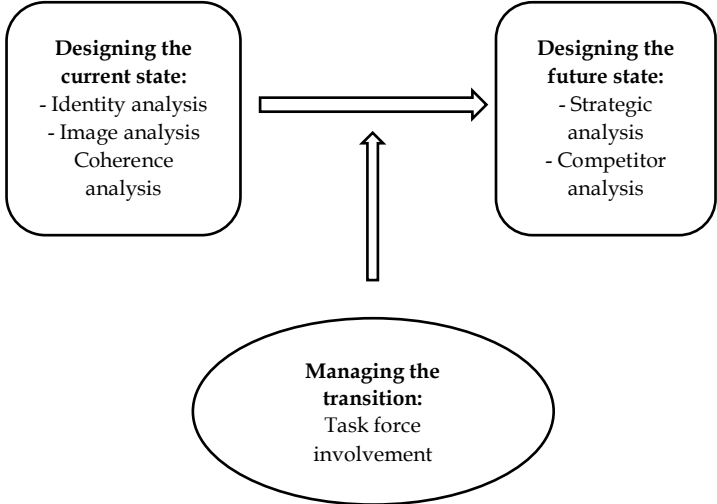 Designing the
current state:
- Identity analysis
- Image analysis
Coherence
analysis
Designing the
future state:
- Strategic
analysis
- Competitor
analysis
Managing the
transition:
Task force
involvement